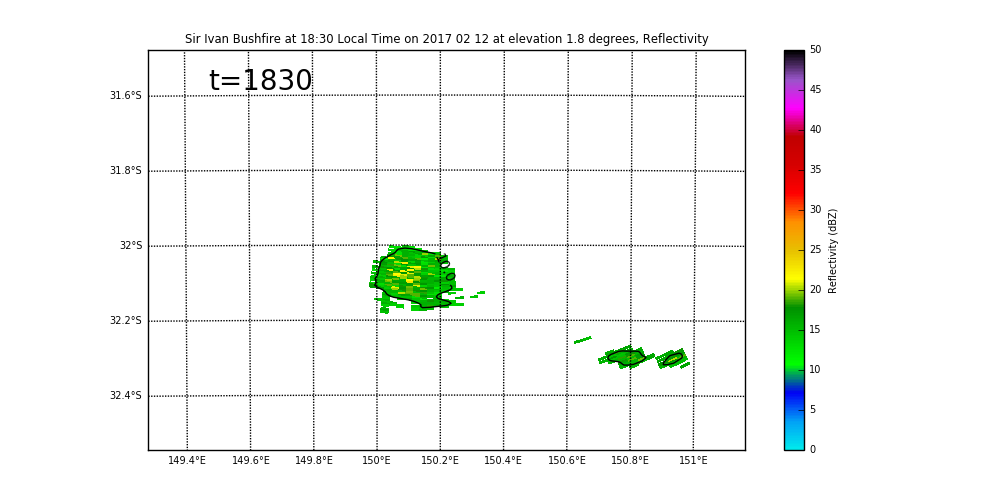 Sir Ivan Bushfire at 18:30 Local Time on 2017 02 12 at elevation 1.8 degrees, Reflectivity
t=1830
31.6°S
31.8°S
32°S
32.2°S
32.4°S
149.4°E 149.6°E 149.8°E 150°E 150.2°E 150.4°E 150.6°E 150.8°E 151°E
50
45
40
35
30
25
20
15
10
5
0
Reflectivity (dBZ)